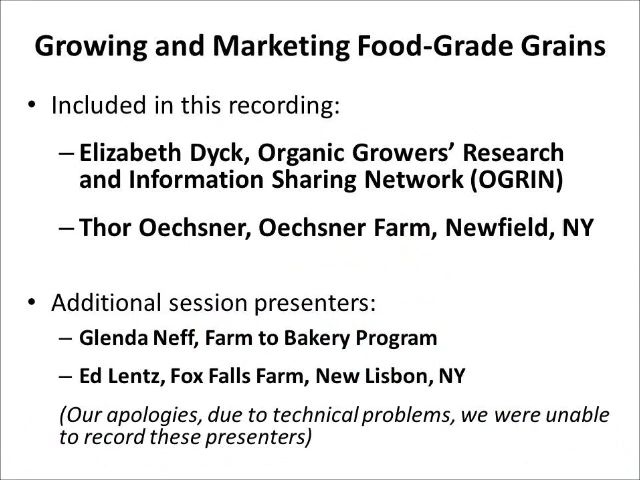 Growing and Marketing Food-Grade Grains
• Included in this recording:
– Elizabeth Dyck, Organic Growers’ Research
and Information Sharing Network (OGRIN)
– Thor Oechsner, Oechsner Farm, Newfield, NY
• Additional session presenters:
– Glenda Neff, Farm to Bakery Program
– Ed Lentz, Fox Falls Farm, New Lisbon, NY
(Our apologies, due to technical problems, we were unable
to record these presenters)